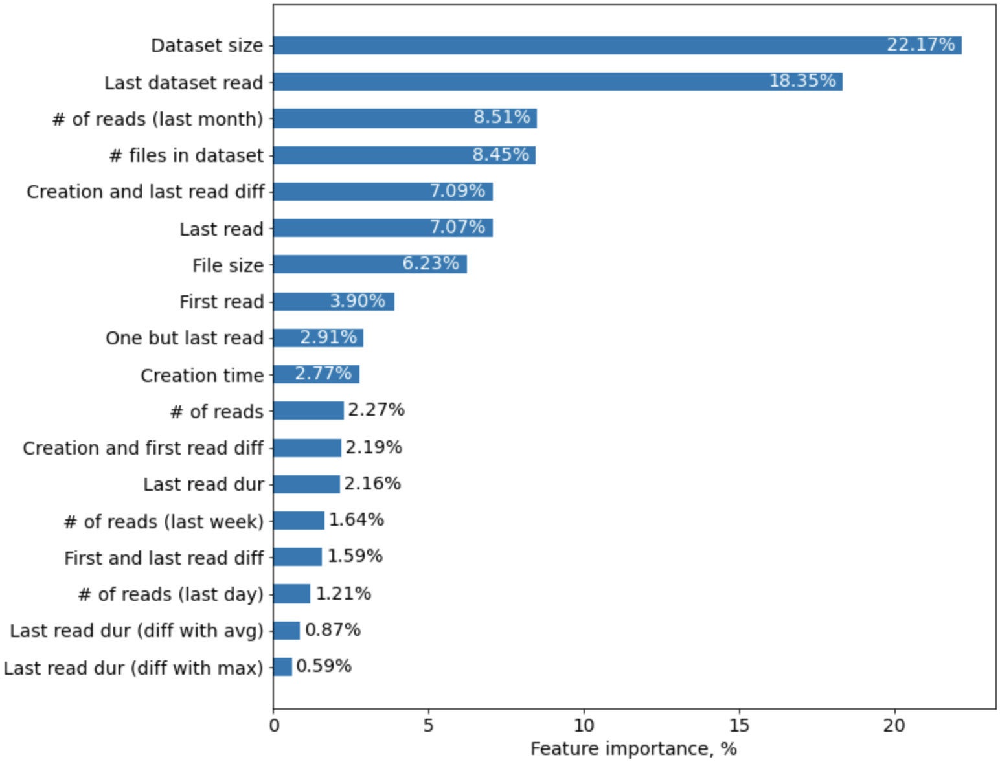 Dataset size 22.17%
Last dataset read 18.35%
# of reads (last month) 8.51%
# files in dataset 8.45%
Creation and last read diff 7.09%
Last read 7.07%
File size 6.23%
First read 3.90%
One but last read 2.91%
Creation time 2.77%
# of reads 2.27%
Creation and first read diff 2.19%
Last read dur 2.16%
# of reads (last week) 1.64%
First and last read diff 1.59%
# of reads (last day) 1.21%
Last read dur (diff with avg) 0.87%
Last read dur (diff with max) 0.59%
0 5 10 15 20
Feature importance, %